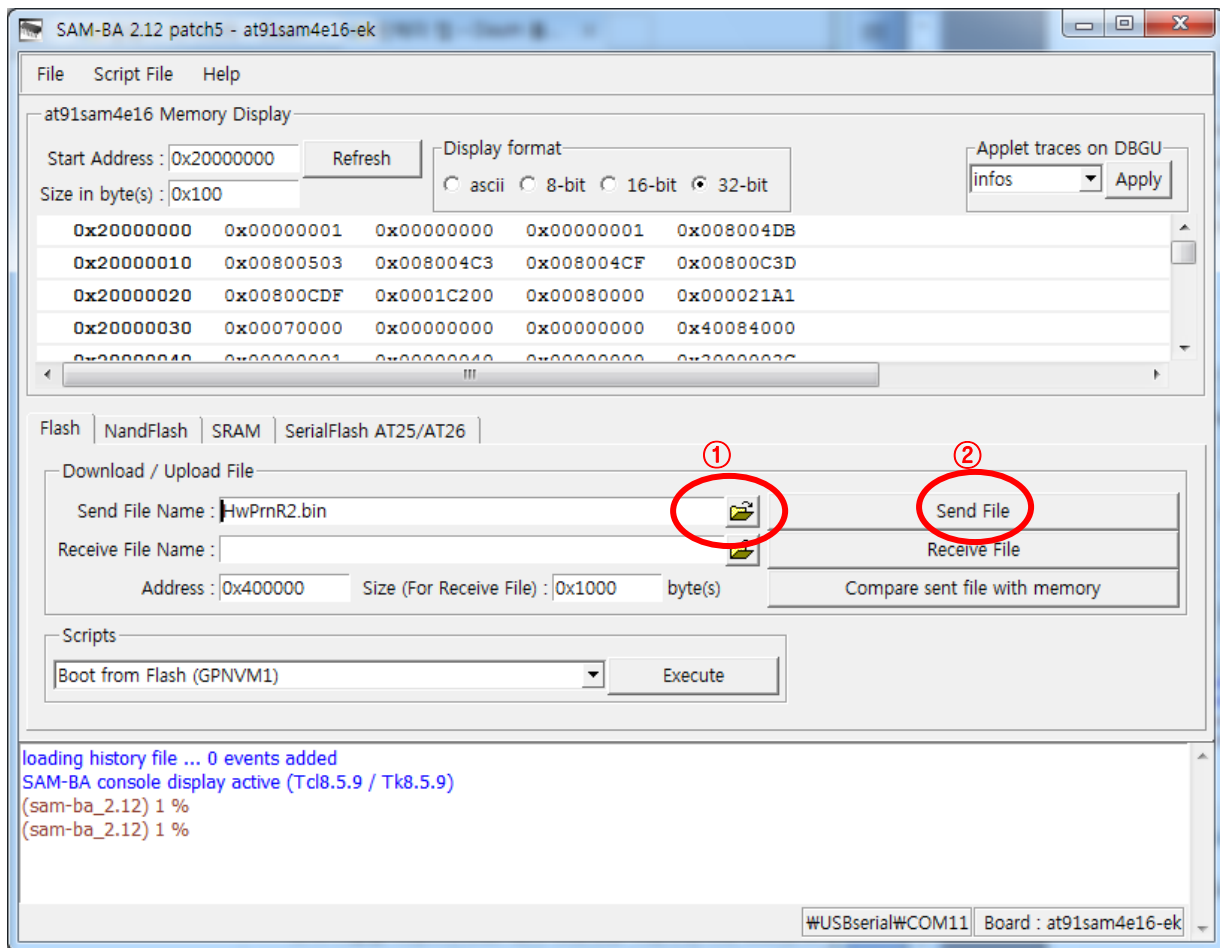 SAM-BA 2.12 patch5 - at91sam4e16-ek
File Script File Help
at91sam4e16 Memory Display
Start Address : 0x20000000 Refresh Display format Applet traces on DBGU
Size in byte(s) : 0x100 ascii 8-bit 16-bit 32-bit infos Apply
0x20000000 0x00000001 0x00000000 0x00000001 0x008004DB
0x20000010 0x00800503 0x008004C3 0x008004CF 0x00800C3D
0x20000020 0x00800CDF 0x0001C200 0x00080000 0x000021A1
0x20000030 0x00070000 0x00000000 0x00000000 0x40084000
0x20000040 0x00000001 0x00000040 0x00000000 0x2000002C
Flash NandFlash SRAM SerialFlash AT25/AT26
① ②
Download / Upload File
Send File Name : HwPrnR2.bin Send File
Receive File Name : Receive File
Address : 0x400000 Size (For Receive File) : 0x1000 byte(s) Compare sent file with memory
Scripts
Boot from Flash (GPNVM1) Execute
loading history file ... 0 events added
SAM-BA console display active (Tcl8.5.9 / Tk8.5.9)
(sam-ba_2.12) 1 %
(sam-ba_2.12) 1 %
₩USBserial₩COM11 Board : at91sam4e16-ek